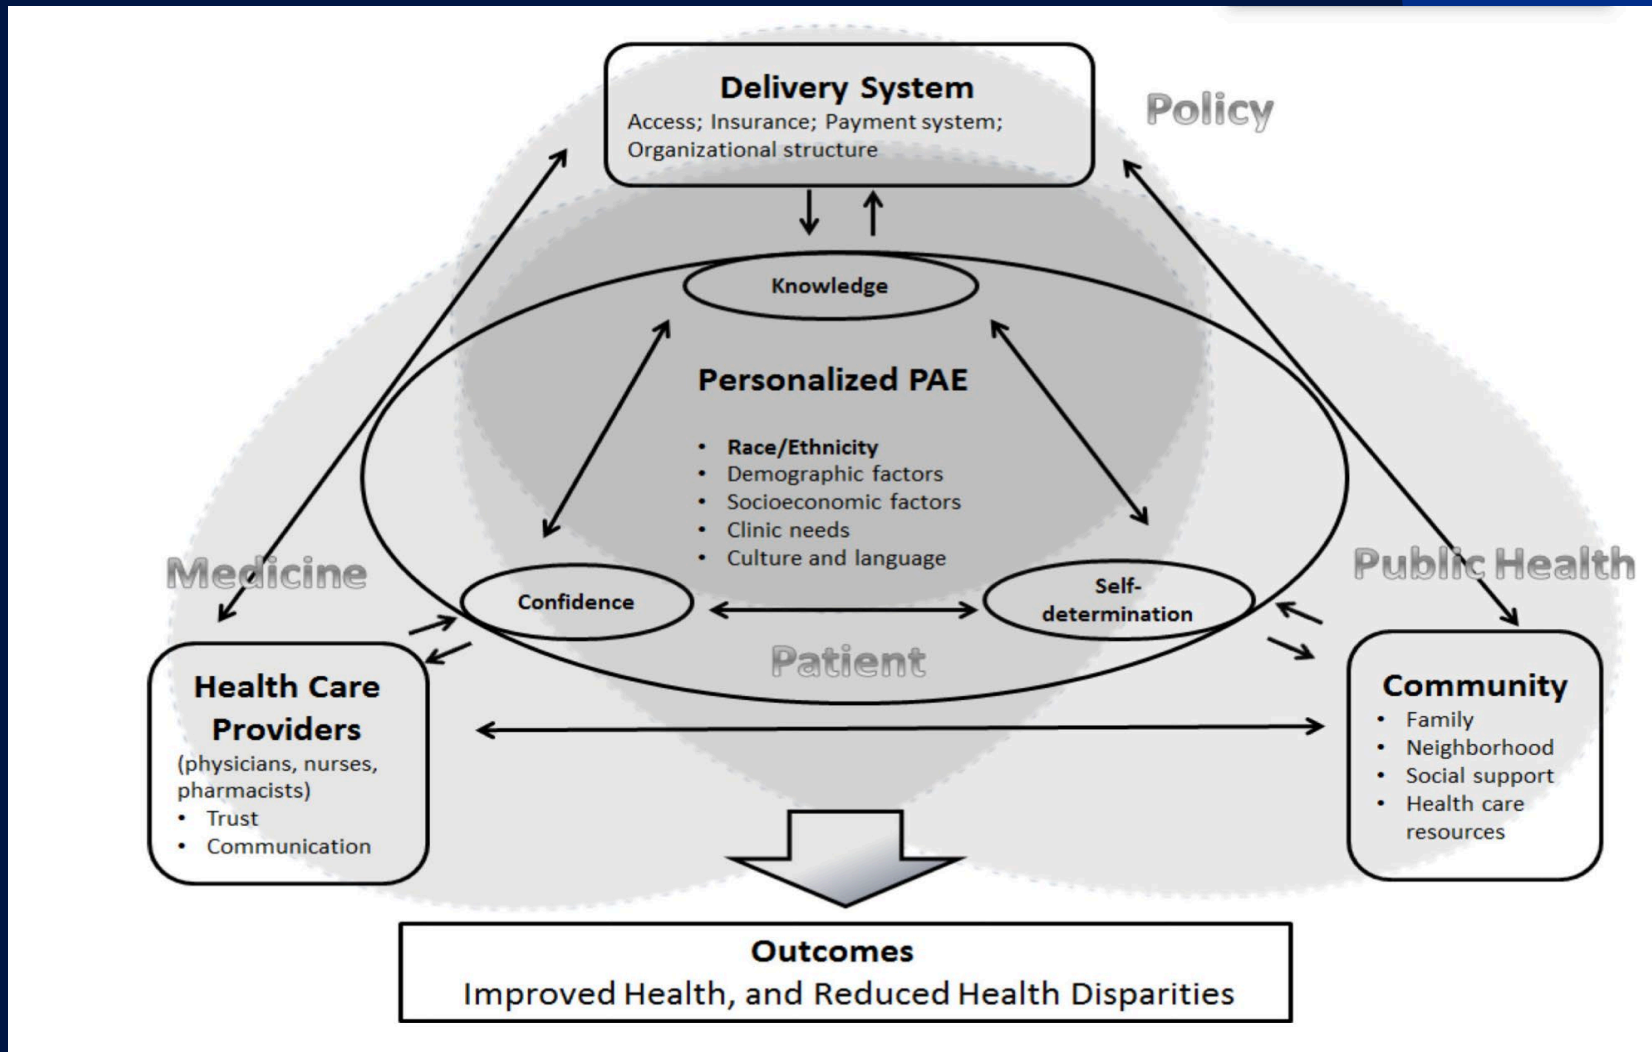 Delivery System
Access; Insurance; Payment system;
Organizational structure
Policy
Knowledge
Personalized PAE
• Race/Ethnicity
• Demographic factors
• Socioeconomic factors
• Clinic needs
• Culture and language
Medicine
Public Health
Confidence
Self-
determination
Patient
Health Care
Providers
(physicians, nurses,
pharmacists)
• Trust
• Communication
Community
• Family
• Neighborhood
• Social support
• Health care
resources
Outcomes
Improved Health, and Reduced Health Disparities